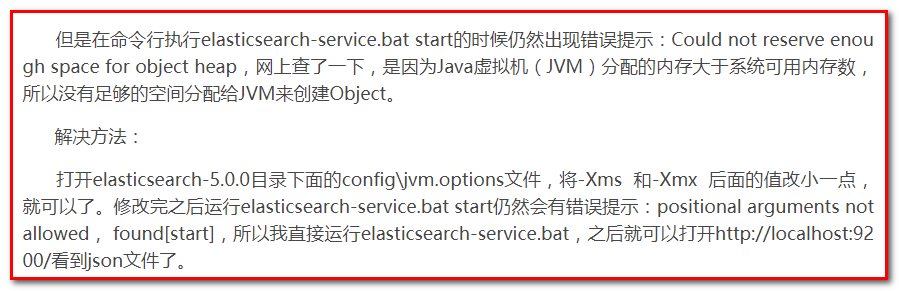 但是在命令行执行elasticsearch-service.bat start的时候仍然出现错误提示：Could not reserve enou
gh space for object heap，网上查了一下，是因为Java虚拟机（JVM）分配的内存大于系统可用内存数，
所以没有足够的空间分配给JVM来创建Object。
解决方法：
打开elasticsearch-5.0.0目录下面的config\jvm.options文件，将-Xms 和-Xmx 后面的值改小一点，
就可以了。修改完之后运行elasticsearch-service.bat start仍然会有错误提示：positional arguments not
allowed， found[start]，所以我直接运行elasticsearch-service.bat，之后就可以打开http://localhost:92
00/看到json文件了。